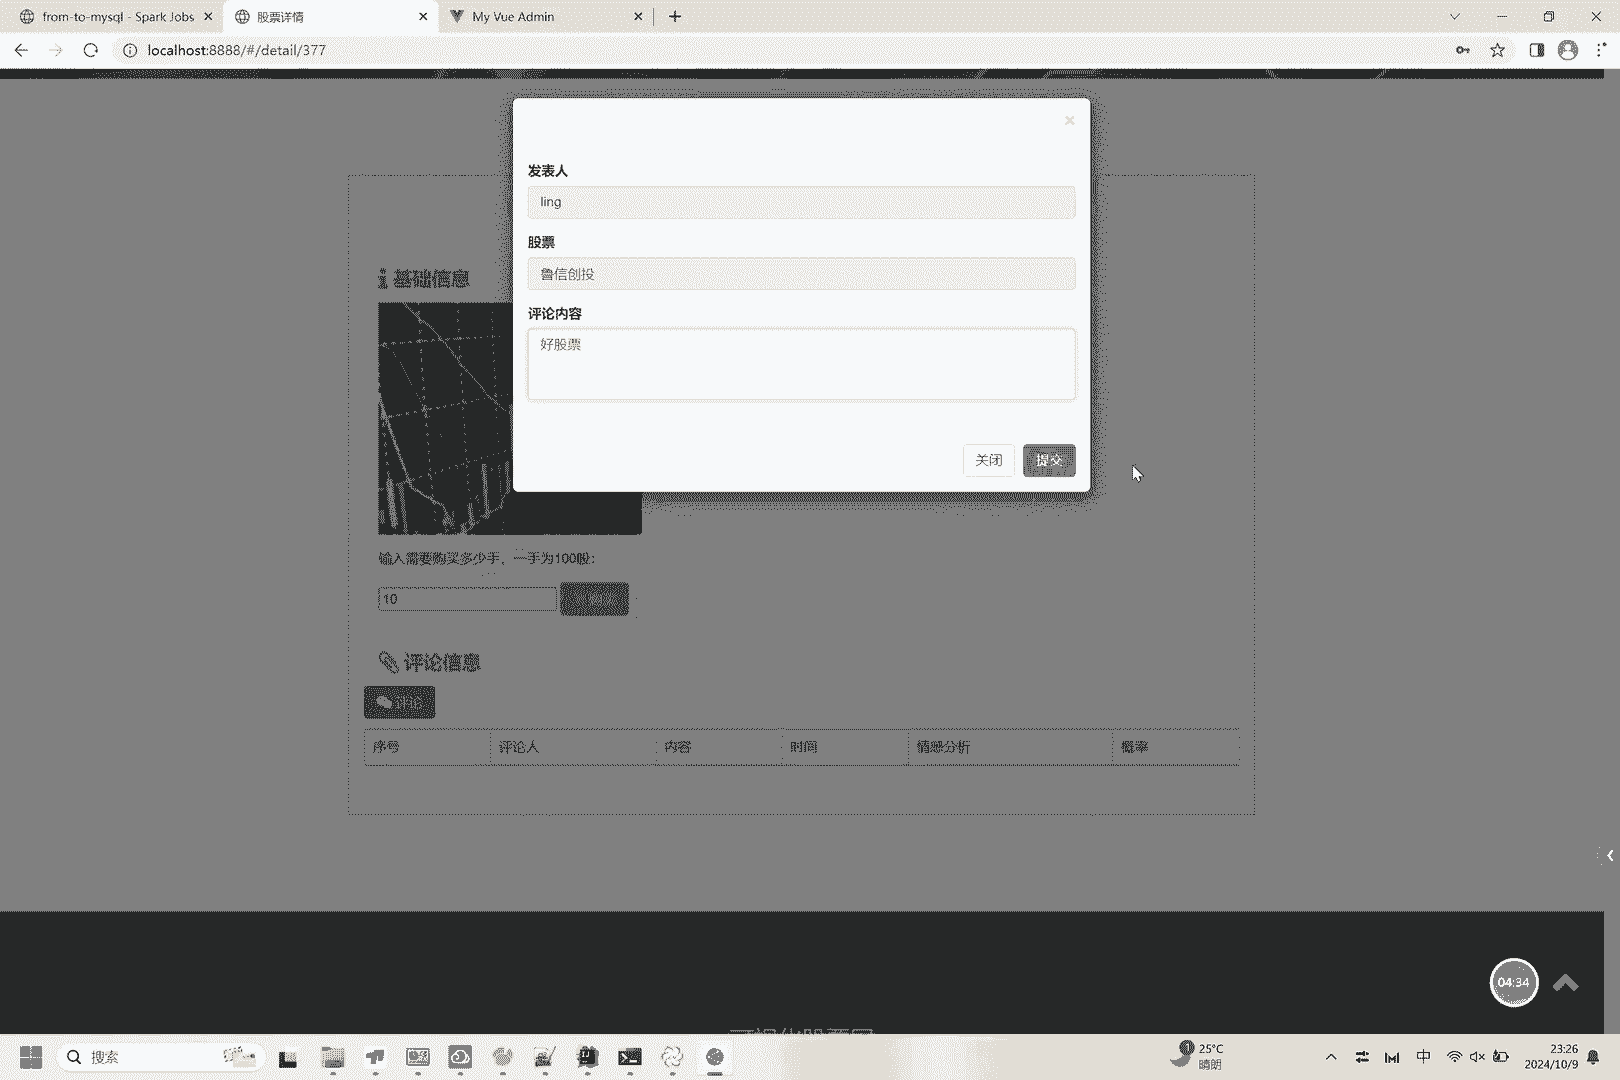 from-to-mysql - Spark Jobs
股票详情
My Vue Admin
localhost:8888/#/detail/377
发表人
ling
股票
鲁信创投
评论内容
好股票
关闭
提交
基础信息
输入需要购买多少手，一手为100股：
10
评论信息
评论
序号
评论人
内容
时间
情感分析
概率
04:34
搜索
1
25°C
晴朗
中
23:26
2024/10/9